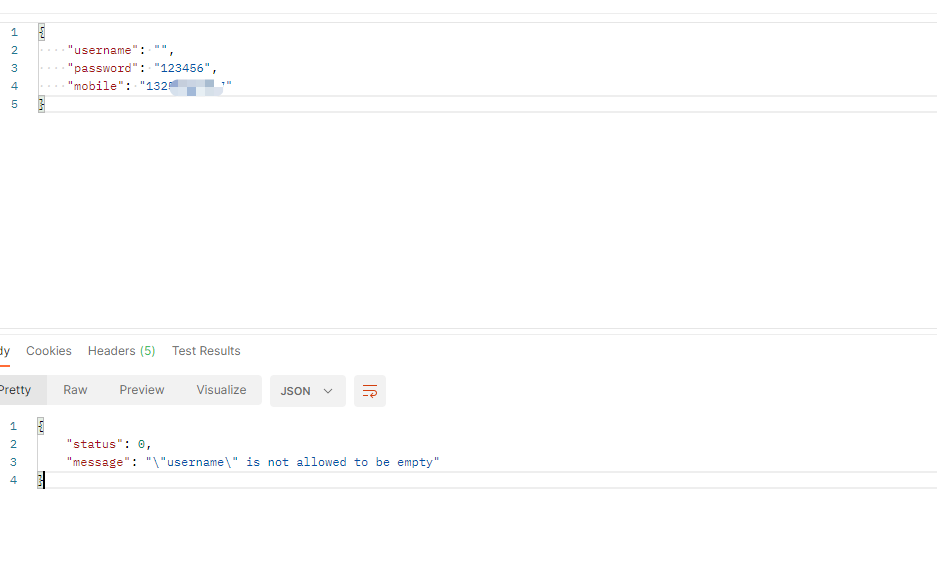 1 {
2 "username": "",
3 "password": "123456",
4 "mobile": "132
5 }
dy Cookies Headers (5) Test Results
Pretty Raw Preview Visualize JSON
1 {
2 "status": 0,
3 "message": "\"username\" is not allowed to be empty"
4 }